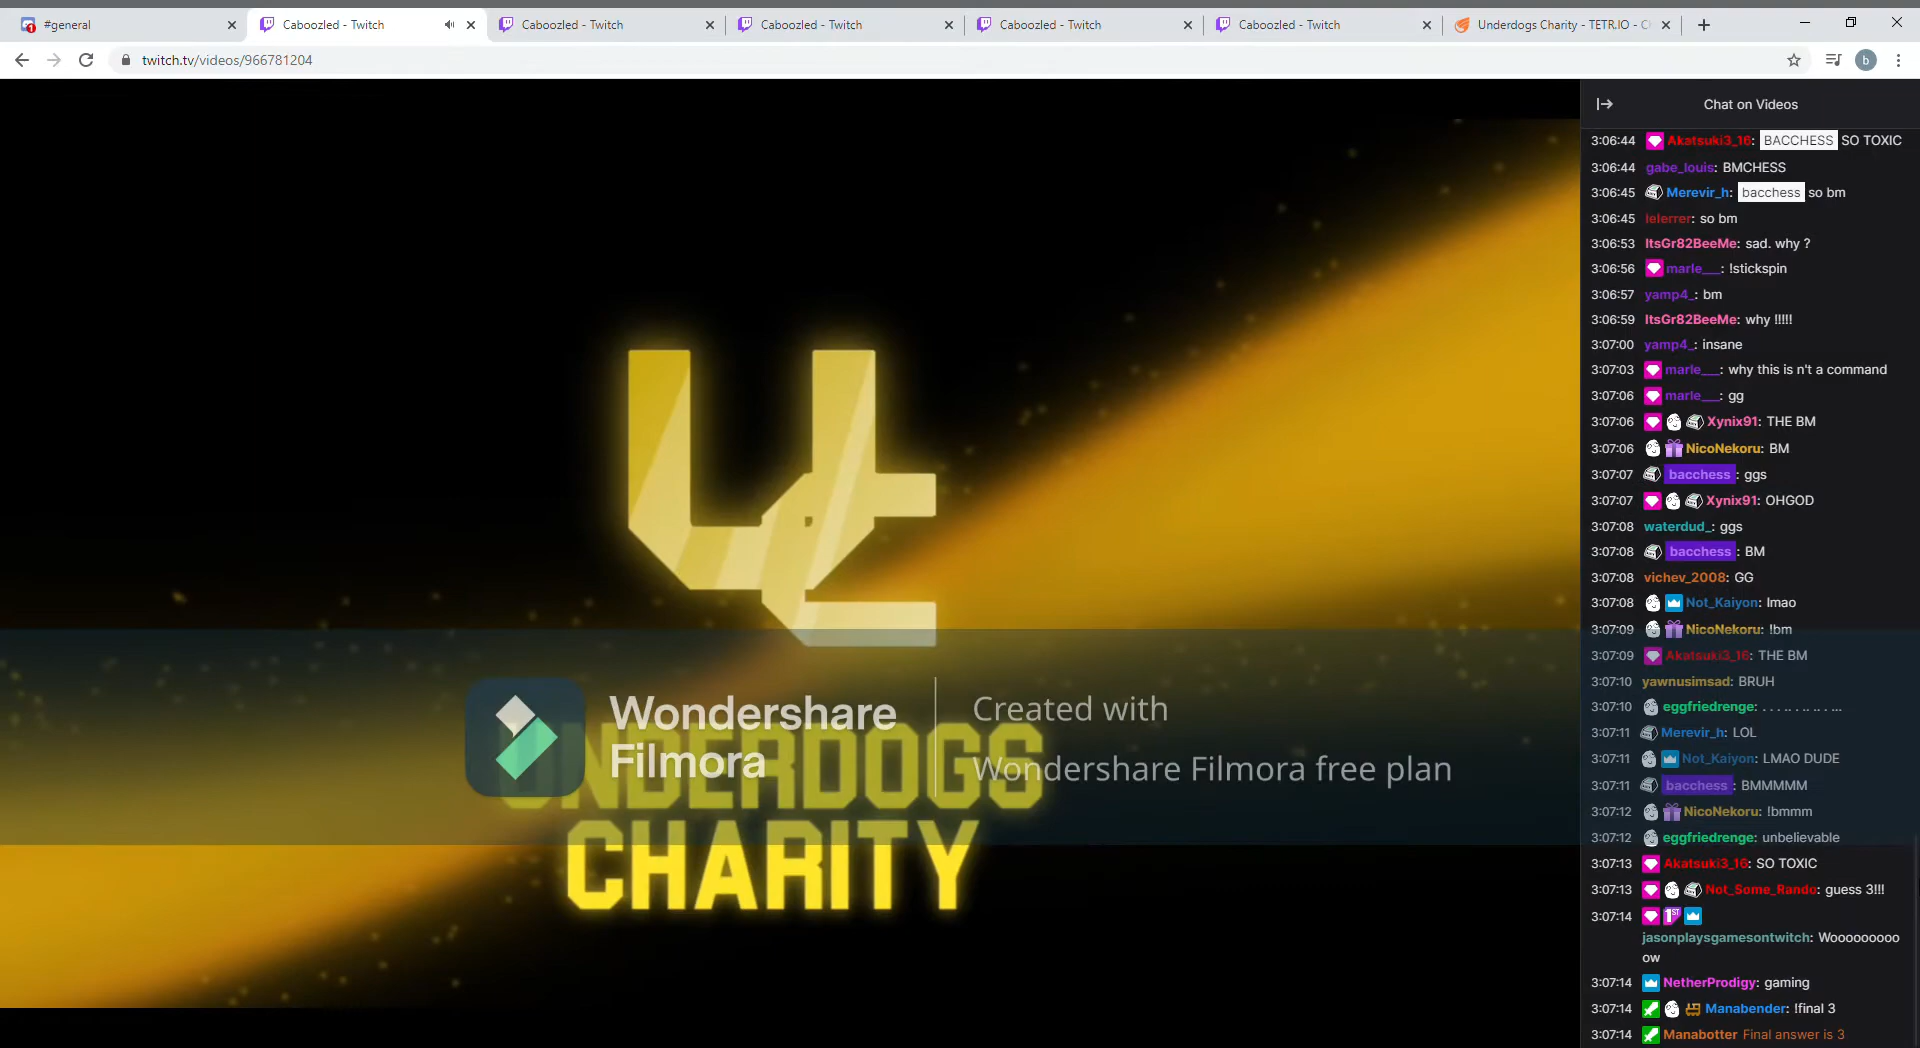 #general
Caboozled - Twitch
Caboozled - Twitch
Caboozled - Twitch
Caboozled - Twitch
Caboozled - Twitch
Underdogs Charity - TETR.IO - C
twitch.tv/videos/966781204
b
Chat on Videos
3:06:44 Akatsuki3_16: BACCHESS SO TOXIC
3:06:44 gabe_louis: BMCHESS
3:06:45 Merevir_h: bacchess so bm
3:06:45 lelerrer: so bm
3:06:53 ItsGr82BeeMe: sad. why ?
3:06:56 marle___: !stickspin
3:06:57 yamp4_: bm
3:06:59 ItsGr82BeeMe: why !!!!!
3:07:00 yamp4_: insane
3:07:03 marle___: why this is n't a command
3:07:06 marle___: gg
3:07:06 Xynix91: THE BM
3:07:06 NicoNekoru: BM
3:07:07 bacchess : ggs
3:07:07 Xynix91: OHGOD
3:07:08 waterdud_: ggs
3:07:08 bacchess : BM
3:07:08 vichev_2008: GG
3:07:08 Not_Kaiyon: lmao
3:07:09 NicoNekoru: !bm
3:07:09 Akatsuki3_16: THE BM
3:07:10 yawnusimsad: BRUH
3:07:10 eggfriedrenge: . . . .. .. .. ...
3:07:11 Merevir_h: LOL
3:07:11 Not_Kaiyon: LMAO DUDE
3:07:11 bacchess : BMMMMM
3:07:12 NicoNekoru: !bmmm
3:07:12 eggfriedrenge: unbelievable
3:07:13 Akatsuki3_16: SO TOXIC
3:07:13 Not_Some_Rando: guess 3!!!
3:07:14 1ST
jasonplaysgamesontwitch: Wooooooooo
ow
3:07:14 NetherProdigy: gaming
3:07:14 Manabender: !final 3
3:07:14 Manabotter Final answer is 3
UC
UNDERDOGS
CHARITY
Wondershare
Filmora
Created with
Wondershare Filmora free plan